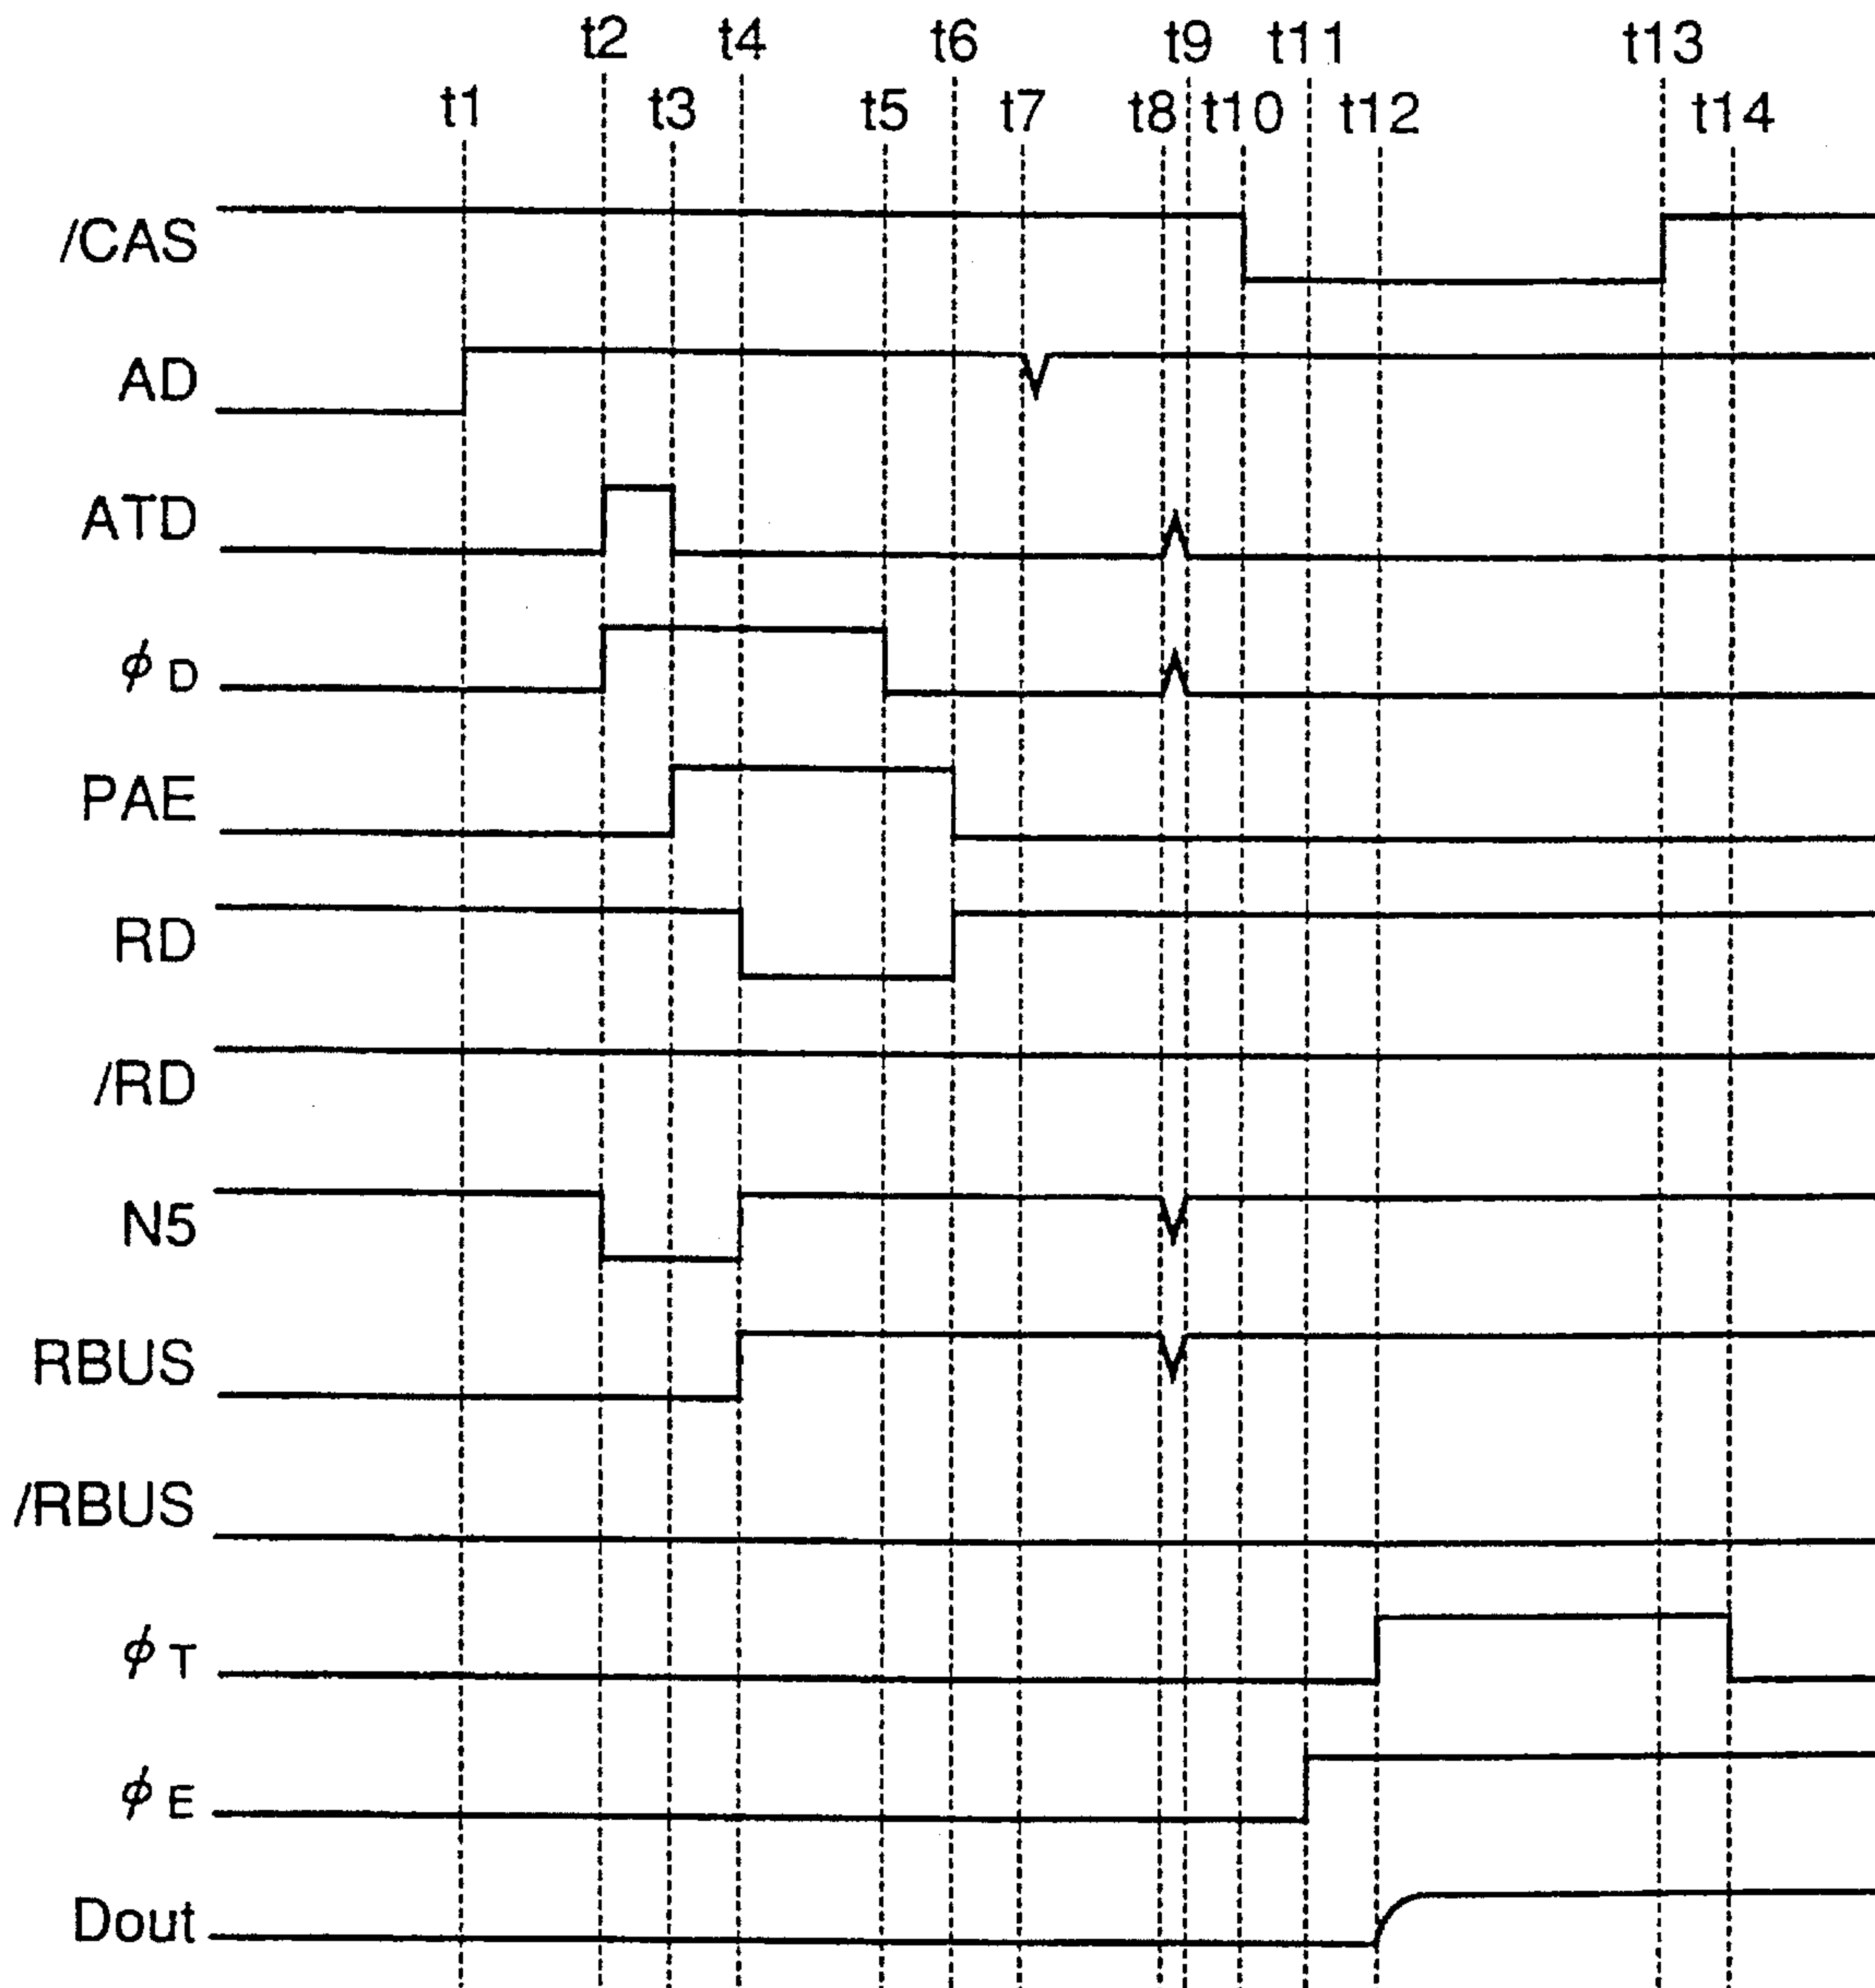 t2 t4 t6 t9 t11 t13
t1 t3 t5 t7 t8 t10 t12 t14
/CAS
AD
ATD
ϕD
PAE
RD
/RD
N5
RBUS
/RBUS
ϕT
ϕE
Dout